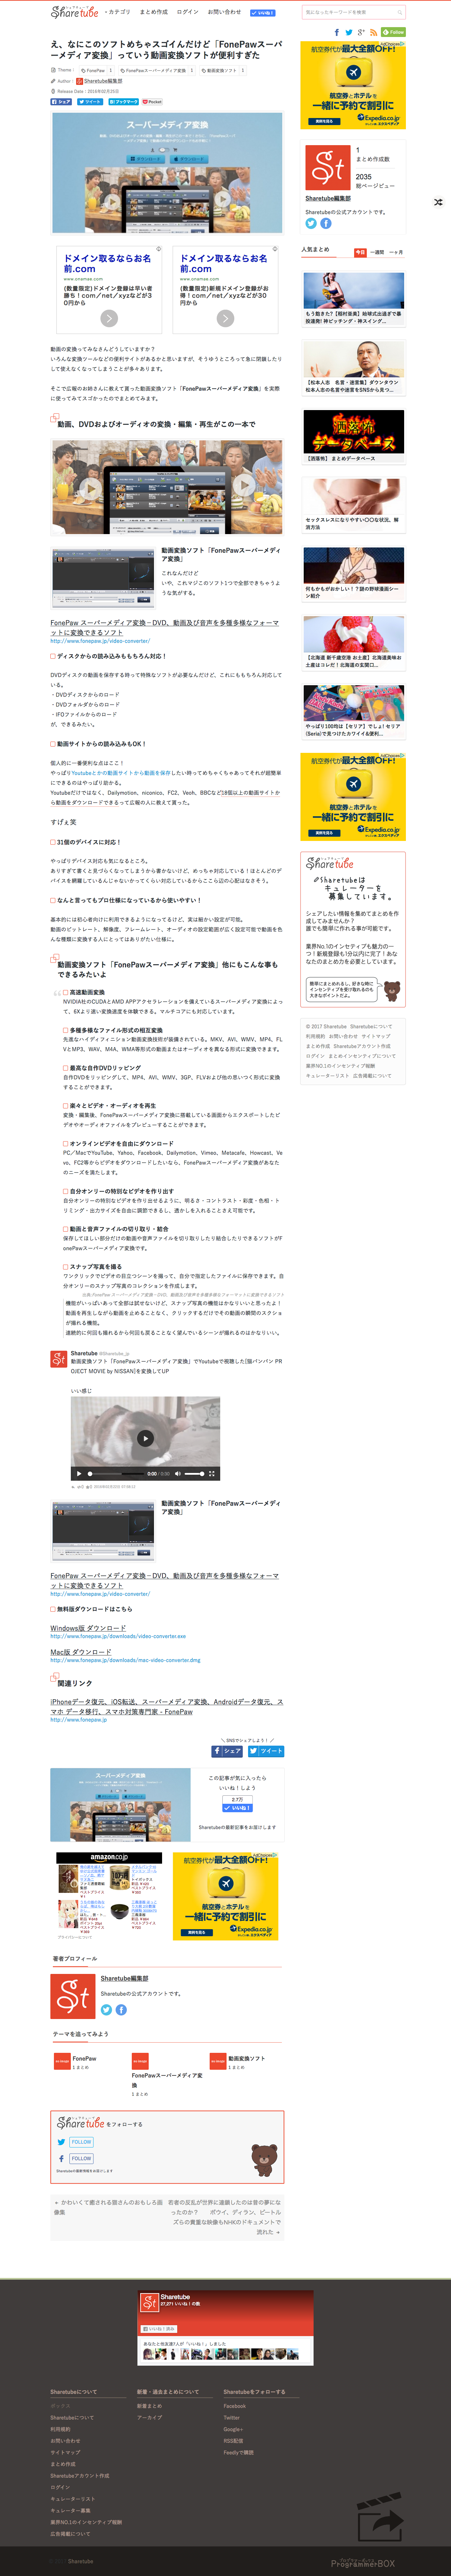 Sharetube
カテゴリ まとめ作成 ログイン お問い合わせ いいね!
気になったキーワードを検索
え、なにこのソフトめちゃスゴイんだけど「FonePawスーパー
メディア変換」っていう動画変換ソフトが便利すぎた
Theme : FonePaw 1 FonePawスーパーメディア変換 1 動画変換ソフト 1
Author : Sharetube編集部
Release Date : 2016年02月25日
シェア ツイート ブックマーク Pocket
Follow
スーパーメディア変換
ダウンロード ダウンロード
航空券が最大
全額OFF
予約するなら ››
Expedia.co.jp
エクスペディア
1
まとめ作成数
2035
総ページビュー
Sharetube編集部
Sharetubeの公式アカウントです。
ドメイン取るならお名
前.com
www.onamae.com
(数量限定)ドメイン登録は早い者
勝ち！com／net／xyzなどが30
円から
ドメイン取るならお名
前.com
www.onamae.com
(数量限定)新規ドメイン登録がお
得！com／net／xyzなどが30円
から
人気まとめ 今日 一週間 一ヶ月
もう飽きた?【稲村亜美】始球式出過ぎで暴
投連発! 神ピッチング・神スイング...
【松本人志 名言・迷言集】ダウンタウン
松本人志の名言や迷言をSNSから見つ...
洒落怖
データベース
【洒落怖】 まとめデータベース
セックスレスになりやすい〇〇な状況、解
消方法
何もかもがおかしい！？謎の野球漫画シー
ン紹介
【北海道 新千歳空港 お土産】北海道美味お
土産はコレだ！北海道の玄関口...
やっぱり100均は【セリア】でしょ! セリア
(Seria)で見つけたカワイイ&便利...
動画の変換ってみなさんどうしていますか？
いろんな変換ツールなどの便利サイトがあるかと思いますが、そうゆうところって急に閉鎖したり
して使えなくなってしまうことが多々あります。
そこで広報のお姉さんに教えて貰った動画変換ソフト「FonePawスーパーメディア変換」を実際
に使ってみてスゴかったのでまとめてみます。
動画、DVDおよびオーディオの変換・編集・再生がこの一本で
動画変換ソフト「FonePawスーパーメディ
ア変換」
これなんだけど
いや、これマジこのソフト1つで全部できちゃうよ
うな気がする。
FonePaw スーパーメディア変換－DVD、動画及び音声を多種多様なフォーマ
ットに変換できるソフト
http://www.fonepaw.jp/video-converter/
ディスクからの読み込みももちろん対応！
DVDディスクの動画を保存する時って特殊なソフトが必要なんだけど、これにももちろん対応して
いる。
・DVDディスクからのロード
・DVDフォルダからのロード
・IFOファイルからのロード
が、できるみたい。
動画サイトからの読み込みもOK！
個人的に一番便利な点はここ！
やっぱりYoutubeとかの動画サイトから動画を保存したい時ってめちゃくちゃあってそれが超簡単
にできるのはやっぱり助かる。
Youtubeだけではなく、Dailymotion、niconico、FC2、Veoh、BBCなど18個以上の動画サイトか
ら動画をダウンロードできるって広報の人に教えて貰った。
すげえ笑
31個のデバイスに対応！
やっぱりデバイス対応も気になるところ。
ありすぎて書くと見づらくなってしまうから書かないけど、めっちゃ対応している！ほとんどのデ
バイスを網羅しているんじゃないかってくらい対応しているからここら辺の心配はなさそうだ。
なんと言ってもプロ仕様になっているから使いやすい！
基本的には初心者向けに利用できるようになってるけど、実は細かい設定が可能。
動画のビットレート、解像度、フレームレート、オーディオのサンプルレートなどの設定で動画を色
んな種類に変換する人にとってはありがたい仕様に。
動画変換ソフト「FonePawスーパーメディア変換」他にもこんな事も
できるみたいよ
高速動画変換
NVIDIA社のCUDAとAMD APPアクセラレーションを備えているスーパーメディア変換によっ
て、6Xより速い変換速度体験を味わえることができます。
多種多様なファイル形式の相互変換
先進なハイディフィニション動画変換技術が採用されている。MKV、AVI、WMV、MP4、FL
VとMP3、WAV、M4A、WMA等形式の動画またはオーディオの間に、相互変換できます。
最高な自作DVDリッピング
自作DVDをリッピングして、MP4、AVI、WMV、3GP、FLVおよび他の思いつく形式に変換
できます。
楽々とビデオ・オーディオを再生
変換・編集後、FonePawスーパーメディア変換に搭載している画面からエクスポートしたビ
デオやオーディオファイルをプレビューすることができます。
オンラインビデオを自由にダウンロード
PC／MacでYouTube、Yahoo、Facebook、Dailymotion、Vimeo、Metacafe、Howcast、Ve
vo、FC2等からビデオをダウンロードしたいなら、FonePawスーパーメディア変換があなた
のニーズを満たします。
自分オンリーの特別なビデオを作り出す
自分オンリーの特別なビデオが仕上がるように、明るさ・コントラスト・彩度・色相・ト
リミング・出力サイズを自由に調節できるし、透かしを入れること さえ可能です。
動画と音声ファイルの切り取り・結合
保存してほしい部分だけの動画や音声ファイルを切り取りしたり結合したりできるソフトがF
onePawスーパーメディア変換です。
スナップ写真を撮る
ワンクリックでビデオの目立つシーンを撮って、自分で指定したファイルに保存できます。自
分オンリーのスナップ写真のコレクションを作成します。
出典:FonePaw スーパーメディア変換－DVD、動画及び音声を多種多様なフォーマットに変換できるソフト
機能がいっぱいあって全部は試せないけど、スナップ写真の機能はかなりいいと思ったよ！
動画を再生しながら動画をとめることなく、クリックするだけでその動画の瞬間のスクショ
が撮れる機能。
連続的に何回も撮れるから何回も戻ることなく望んでいるシーンが撮れるのはかなりいい。
Sharetube @Sharetube_jp
動画変換ソフト「FonePawスーパーメディア変換」でYoutubeで視聴した[猫バンバン PR
OJECT MOVIE by NISSAN]を変換してUP
いい感じ
0:00 / 0:30
動画変換ソフト「FonePawスーパーメディ
ア変換」
FonePaw スーパーメディア変換－DVD、動画及び音声を多種多様なフォーマ
ットに変換できるソフト
http://www.fonepaw.jp/video-converter/
無料版ダウンロードはこちら
Windows版 ダウンロード
http://www.fonepaw.jp/downloads/video-converter.exe
Mac版 ダウンロード
http://www.fonepaw.jp/downloads/mac-video-converter.dmg
関連リンク
iPhoneデータ復元、iOS転送、スーパーメディア変換、Androidデータ復元、ス
マホ データ移行、スマホ対策専門家 - FonePaw
http://www.fonepaw.jp
＼ SNSでシェアしよう！ ／
シェア ツイート
この記事が気に入ったら
いいね！しよう
2.7万
いいね！
Sharetubeの最新記事をお届けします
amazon.co.jp
著者プロフィール
Sharetube編集部
Sharetubeの公式アカウントです。
テーマを追ってみよう
FonePaw
1 まとめ
FonePawスーパーメディア変
換
1 まとめ
動画変換ソフト
1 まとめ
Sharetube をフォローする
FOLLOW
FOLLOW
Sharetubeの最新情報をお届けします
« かわいくて癒される猫さんのおもしろ画
像集
若者の反乱が世界に連鎖したのは音の夢にな
ったのか？ ボウイ、ディラン、ビートル
ズらの貴重な映像もNHKのドキュメントで
流れた »
航空券が最大
全額OFF
航空券と
ホテルが一緒だと
Expedia.co.jp
エクスペディア
Sharetube
Sharetubeは
キュレーターを
募集しています。
シェアしたい情報を集めてまとめを作
成してみませんか？
誰でも簡単に作れる事が可能です。
業界No.1のインセンティブも魅力の一
つ！新規登録も1分以内に完了！あな
たなのまとめ力を必要としています。
簡単にまとめれるし、好きな時に
インセンティブを受け取れるのも
大きなポイントだよ。
© 2017 Sharetube Sharetubeについて
利用規約 お問い合わせ サイトマップ
まとめ作成 Sharetubeアカウント作成
ログイン まとめインセンティブについて
業界NO.1のインセンティブ報酬
キュレーターリスト 広告掲載について
Sharetube
27,271 いいね！の数
いいね！済み
あなたと他友達7人が「いいね！」しました
Sharetubeについて
Sharetubeについて
利用規約
お問い合わせ
サイトマップ
まとめ作成
Sharetubeアカウント作成
ログイン
キュレーターリスト
キュレーター募集
業界NO.1のインセンティブ報酬
広告掲載について
新着・過去まとめについて
新着まとめ
アーカイブ
Sharetubeをフォローする
Facebook
Twitter
Google+
RSS配信
Feedlyで購読
Sharetube
ProgrammerBOX